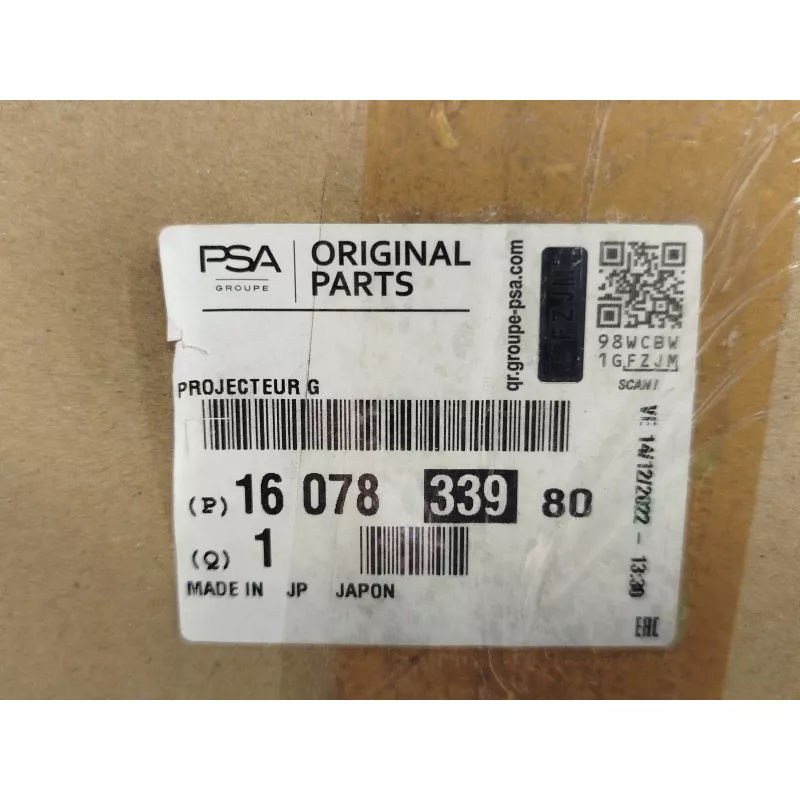 PSA
GROUPE
ORIGINAL
PARTS
qr.groupe-psa.com
FZJM
98WCBW
1GFZJM
SCAN!
PROJECTEUR G
(P) 16 078 339 80
(Q) 1
MADE IN JP JAPON
VE 14/12/2022 - 13:30
EAC